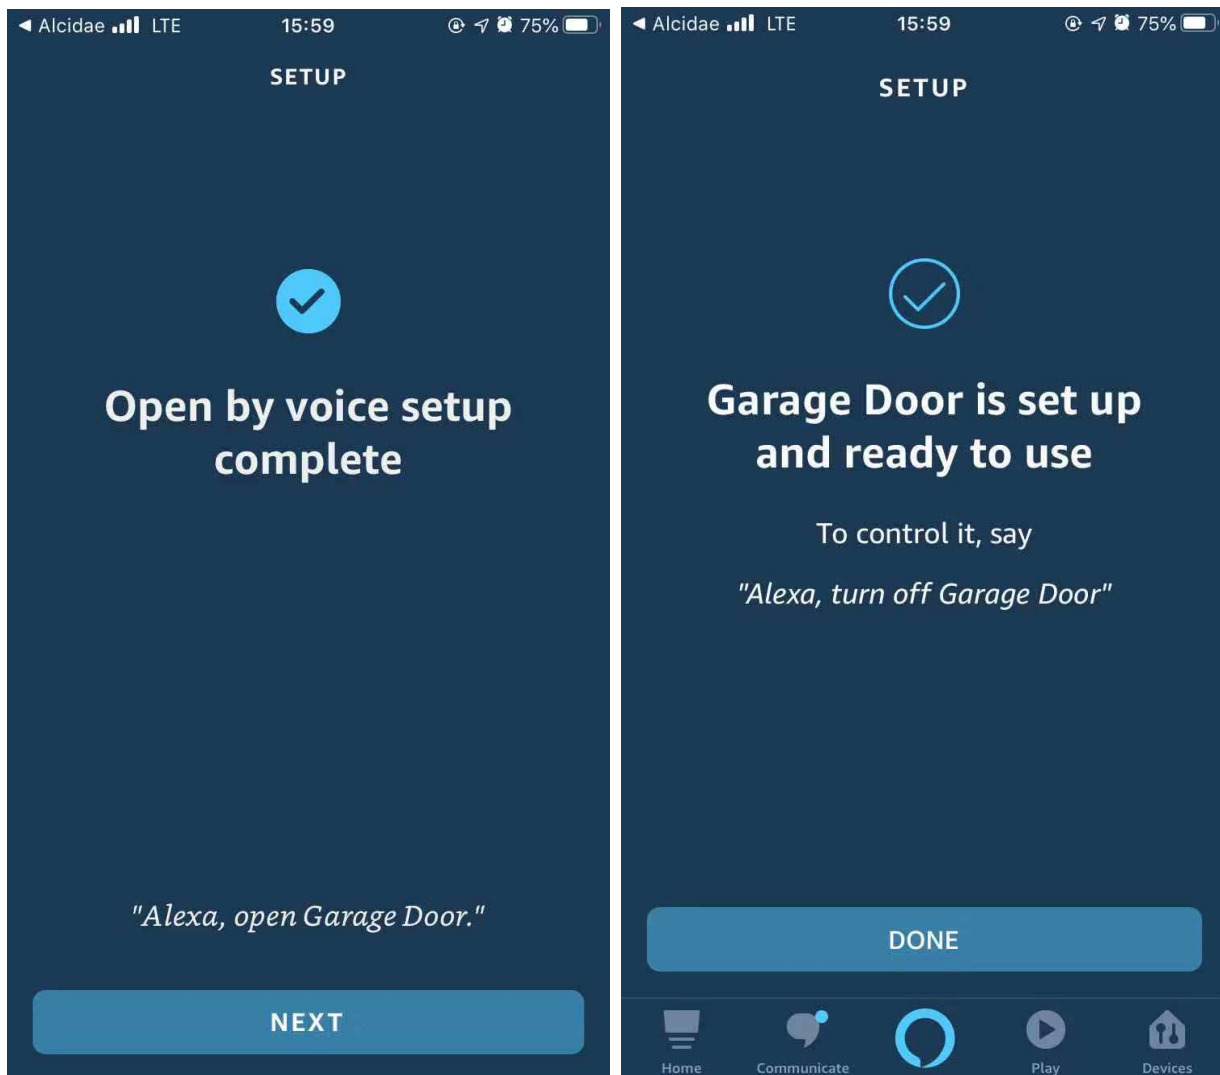 Alcidae LTE 15:59 75%
SETUP
Open by voice setup
complete
"Alexa, open Garage Door."
NEXT
Alcidae LTE 15:59 75%
SETUP
Garage Door is set up
and ready to use
To control it, say
"Alexa, turn off Garage Door"
DONE
Home Communicate Play Devices